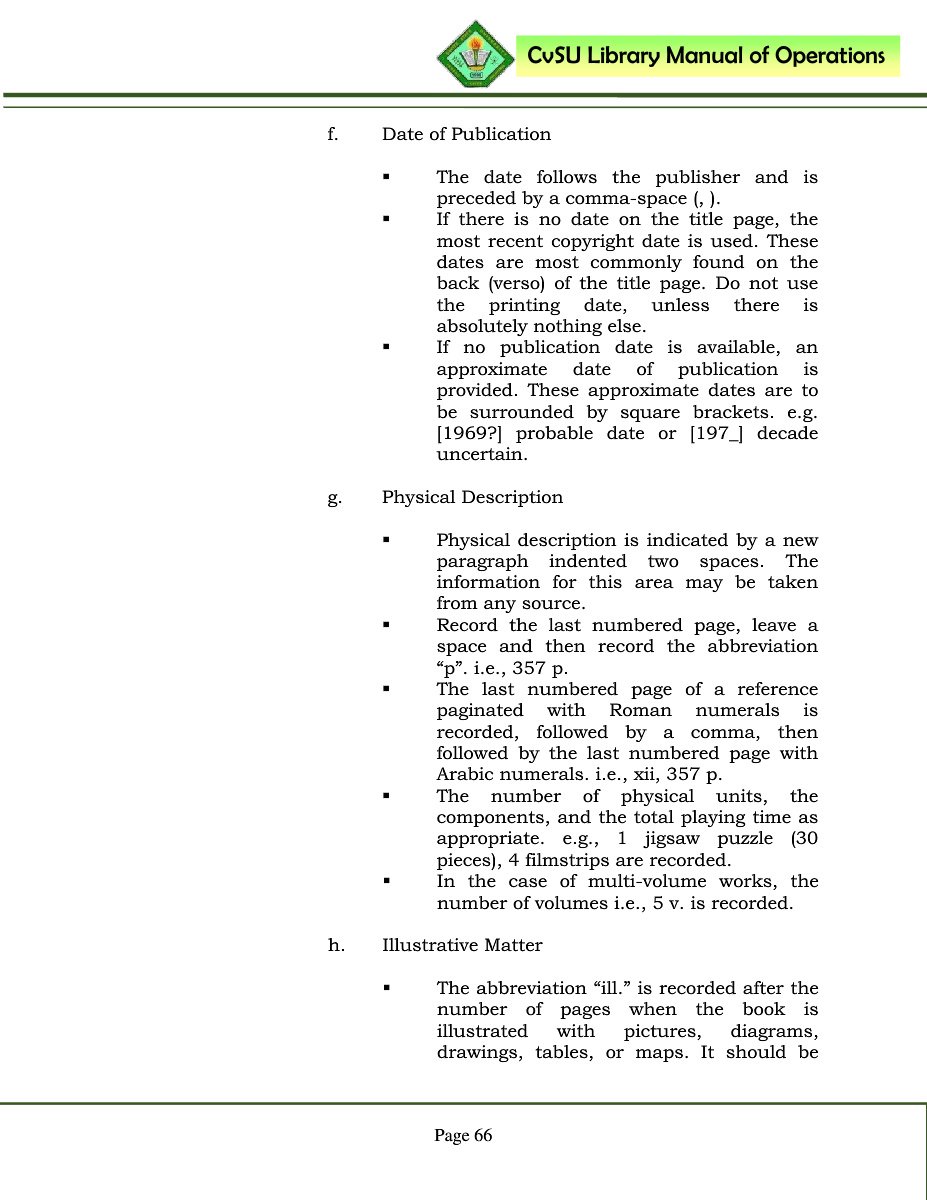 CvSU Library Manual of Operations
f. Date of Publication
▪ The date follows the publisher and is
preceded by a comma-space (, ).
▪ If there is no date on the title page, the
most recent copyright date is used. These
dates are most commonly found on the
back (verso) of the title page. Do not use
the printing date, unless there is
absolutely nothing else.
▪ If no publication date is available, an
approximate date of publication is
provided. These approximate dates are to
be surrounded by square brackets. e.g.
[1969?] probable date or [197_] decade
uncertain.
g. Physical Description
▪ Physical description is indicated by a new
paragraph indented two spaces. The
information for this area may be taken
from any source.
▪ Record the last numbered page, leave a
space and then record the abbreviation
“p”. i.e., 357 p.
▪ The last numbered page of a reference
paginated with Roman numerals is
recorded, followed by a comma, then
followed by the last numbered page with
Arabic numerals. i.e., xii, 357 p.
▪ The number of physical units, the
components, and the total playing time as
appropriate. e.g., 1 jigsaw puzzle (30
pieces), 4 filmstrips are recorded.
▪ In the case of multi-volume works, the
number of volumes i.e., 5 v. is recorded.
h. Illustrative Matter
▪ The abbreviation “ill.” is recorded after the
number of pages when the book is
illustrated with pictures, diagrams,
drawings, tables, or maps. It should be
Page 66